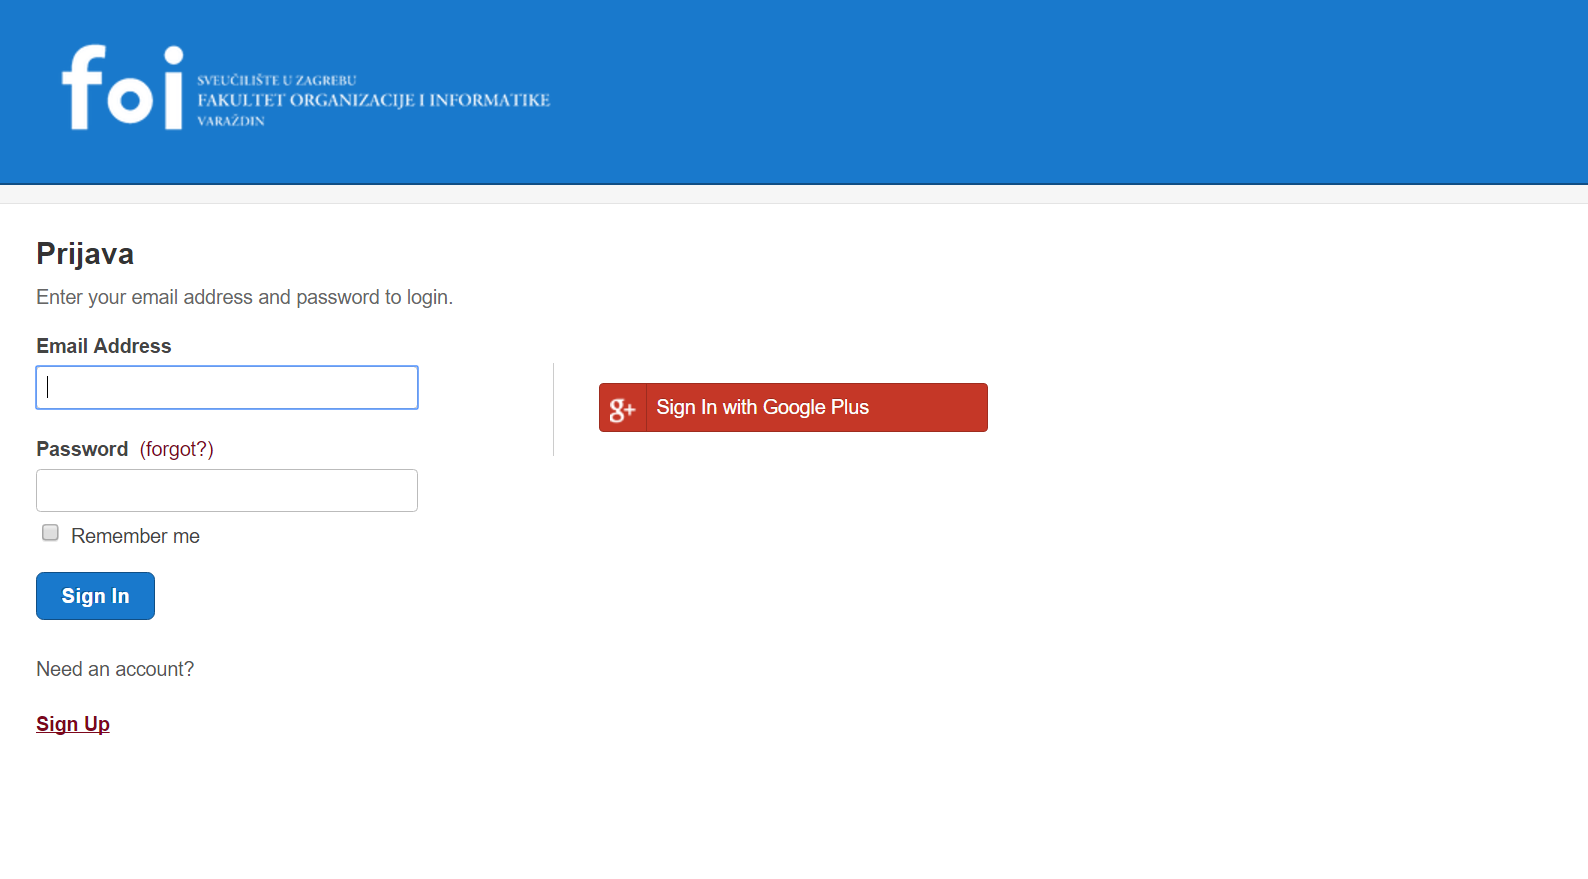 foi
SVEUČILIŠTE U ZAGREBU
FAKULTET ORGANIZACIJE I INFORMATIKE
VARAŽDIN
Prijava
Enter your email address and password to login.
Email Address
g+ Sign In with Google Plus
Password (forgot?)
Remember me
Sign In
Need an account?
Sign Up